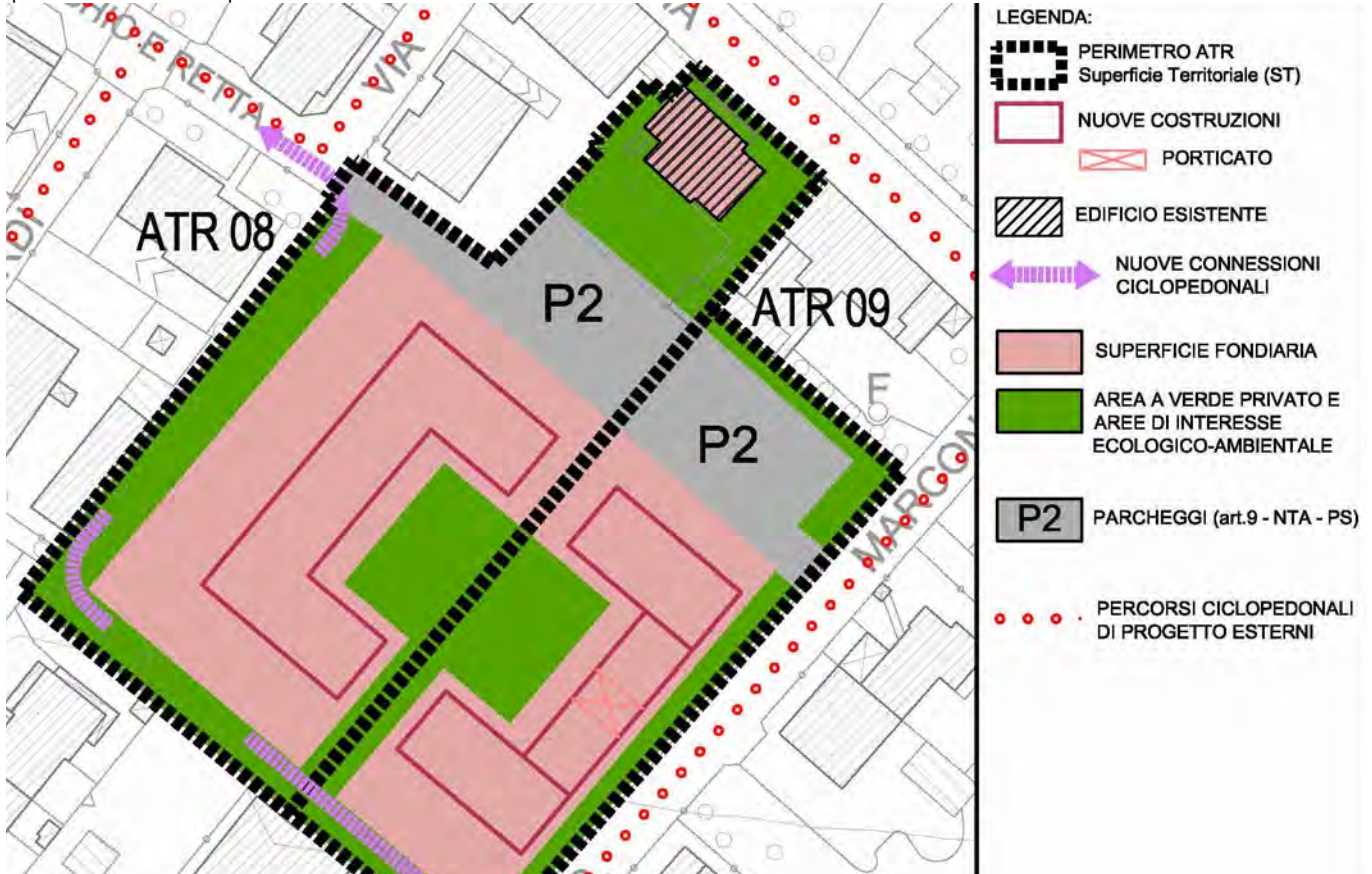 CHIO E RETTA
VIA
ATR 08
P2
ATR 09
F
P2
MARCON
LEGENDA:
PERIMETRO ATR
Superficie Territoriale (ST)
NUOVE COSTRUZIONI
PORTICATO
EDIFICIO ESISTENTE
NUOVE CONNESSIONI
CICLOPEDONALI
SUPERFICIE FONDIARIA
AREA A VERDE PRIVATO E
AREE DI INTERESSE
ECOLOGICO-AMBIENTALE
P2
PARCHEGGI (art.9 - NTA - PS)
PERCORSI CICLOPEDONALI
DI PROGETTO ESTERNI